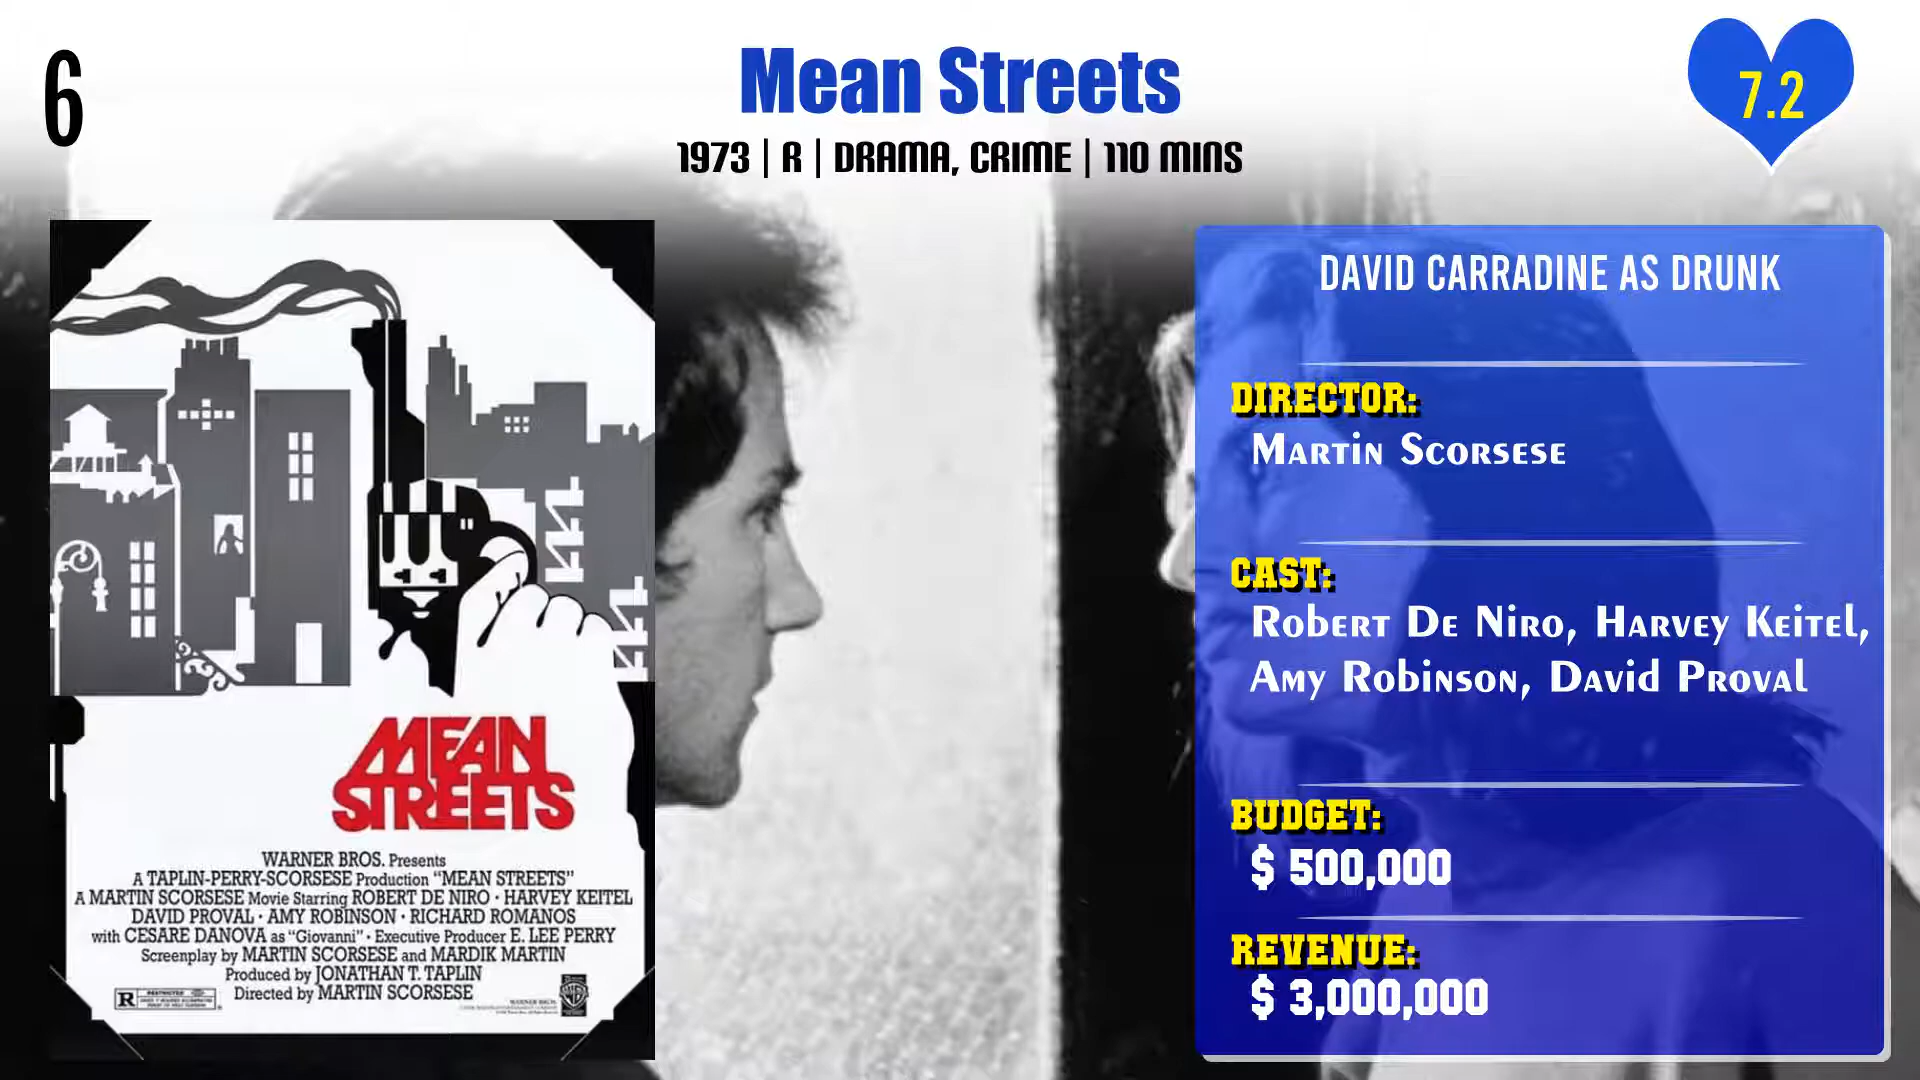 6
Mean Streets
1973 | R | DRAMA, CRIME | 110 MINS
7.2
MEAN
STREETS
WARNER BROS. Presents
A TAPLIN-PERRY-SCORSESE Production “MEAN STREETS”
A MARTIN SCORSESE Movie Starring ROBERT DE NIRO · HARVEY KEITEL
DAVID PROVAL · AMY ROBINSON · RICHARD ROMANOS
with CESARE DANOVA as “Giovanni” · Executive Producer E. LEE PERRY
Screenplay by MARTIN SCORSESE and MARDIK MARTIN
Produced by JONATHAN T. TAPLIN
Directed by MARTIN SCORSESE
R RESTRICTED
WARNER BROS.
DAVID CARRADINE AS DRUNK
DIRECTOR:
Martin Scorsese
CAST:
Robert De Niro, Harvey Keitel,
Amy Robinson, David Proval
BUDGET:
$ 500,000
REVENUE:
$ 3,000,000